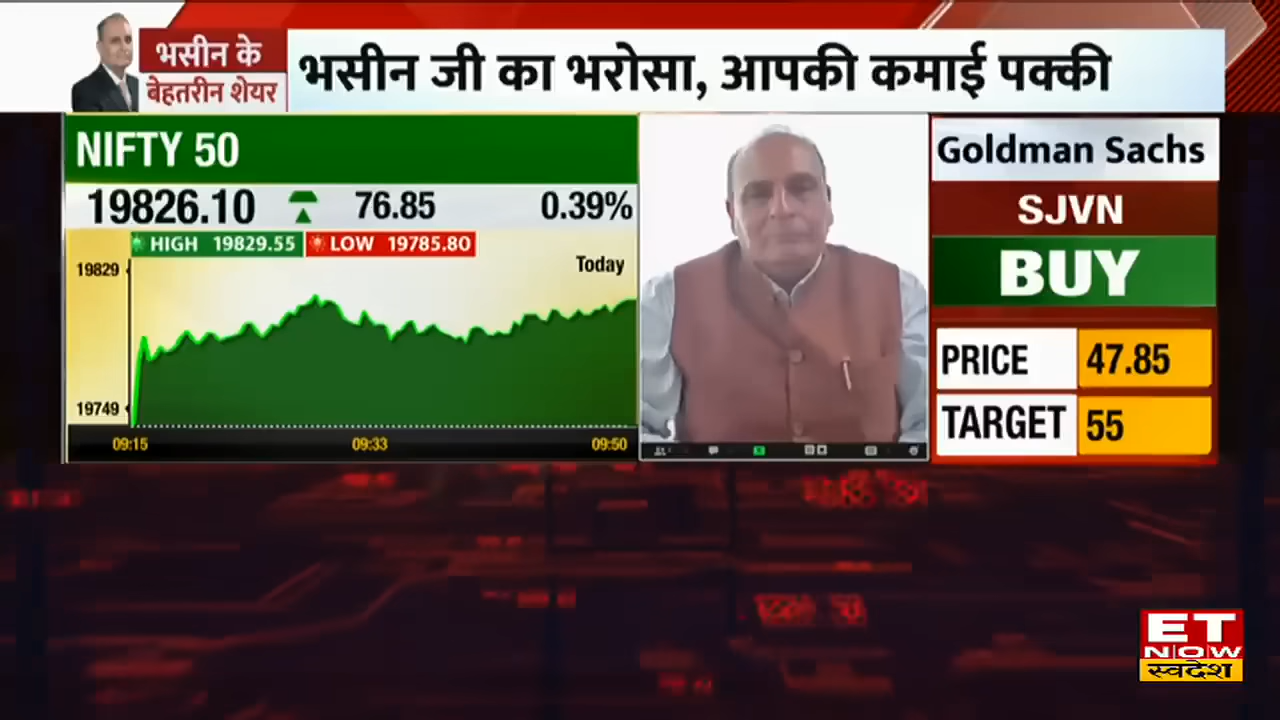 भसीन के
बेहतरीन शेयर
भसीन जी का भरोसा, आपकी कमाई पक्की
NIFTY 50
19826.10 76.85 0.39%
HIGH 19829.55 LOW 19785.80
19829
Today
19749
09:15 09:33 09:50
Goldman Sachs
SJVN
BUY
PRICE 47.85
TARGET 55
ET
NOW
स्वदेश